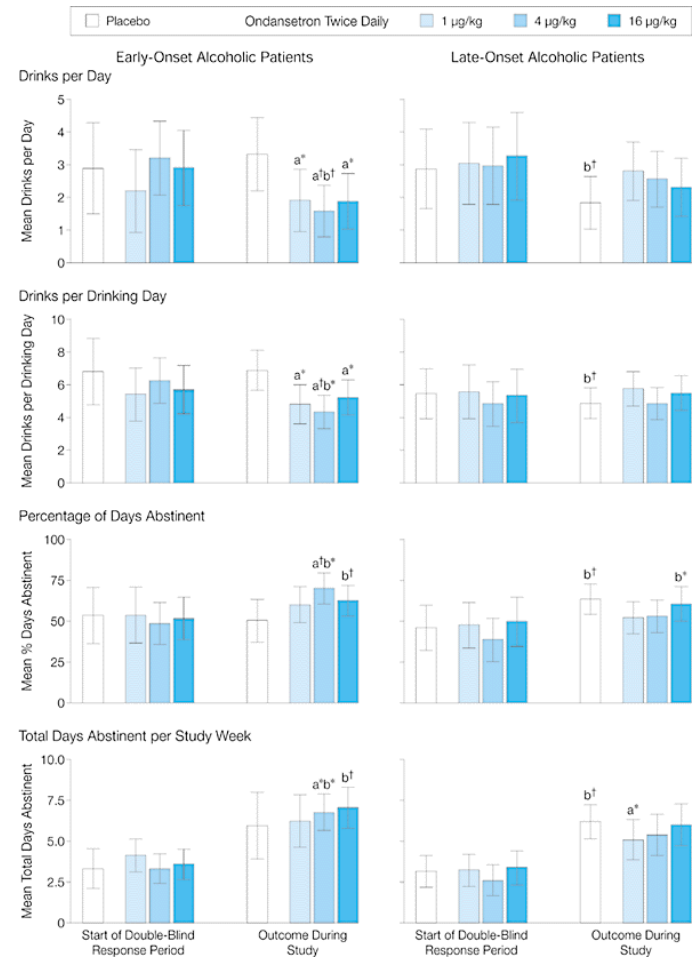 Placebo Ondansetron Twice Daily 1 µg/kg 4 µg/kg 16 µg/kg
Early-Onset Alcoholic Patients Late-Onset Alcoholic Patients
Drinks per Day
Mean Drinks per Day
5
4
3
2
1
0
a* a†b† a*
b†
Drinks per Drinking Day
Mean Drinks per Drinking Day
10
8
6
4
2
0
a* a†b* a*
b†
Percentage of Days Abstinent
Mean % Days Abstinent
100
75
50
25
0
a†b* b†
b† b*
Total Days Abstinent per Study Week
Mean Total Days Abstinent
10.0
7.5
5.0
2.5
0
a*b* b†
b† a*
Start of Double-Blind Outcome During Start of Double-Blind Outcome During
Response Period Study Response Period Study